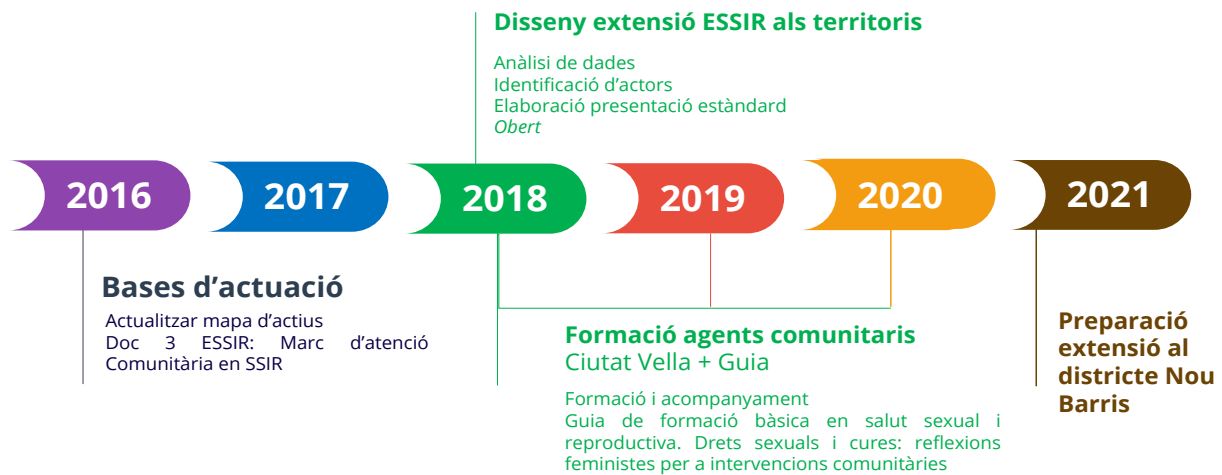 Disseny extensió ESSIR als territoris
Anàlisi de dades
Identificació d’actors
Elaboració presentació estàndard
Obert
2016
2017
2018
2019
2020
2021
Bases d’actuació
Actualitzar mapa d’actius
Doc 3 ESSIR: Marc d’atenció
Comunitària en SSIR
Formació agents comunitaris
Ciutat Vella + Guia
Formació i acompanyament
Guia de formació bàsica en salut sexual i
reproductiva. Drets sexuals i cures: reflexions
feministes per a intervencions comunitàries
Preparació
extensió al
districte Nou
Barris